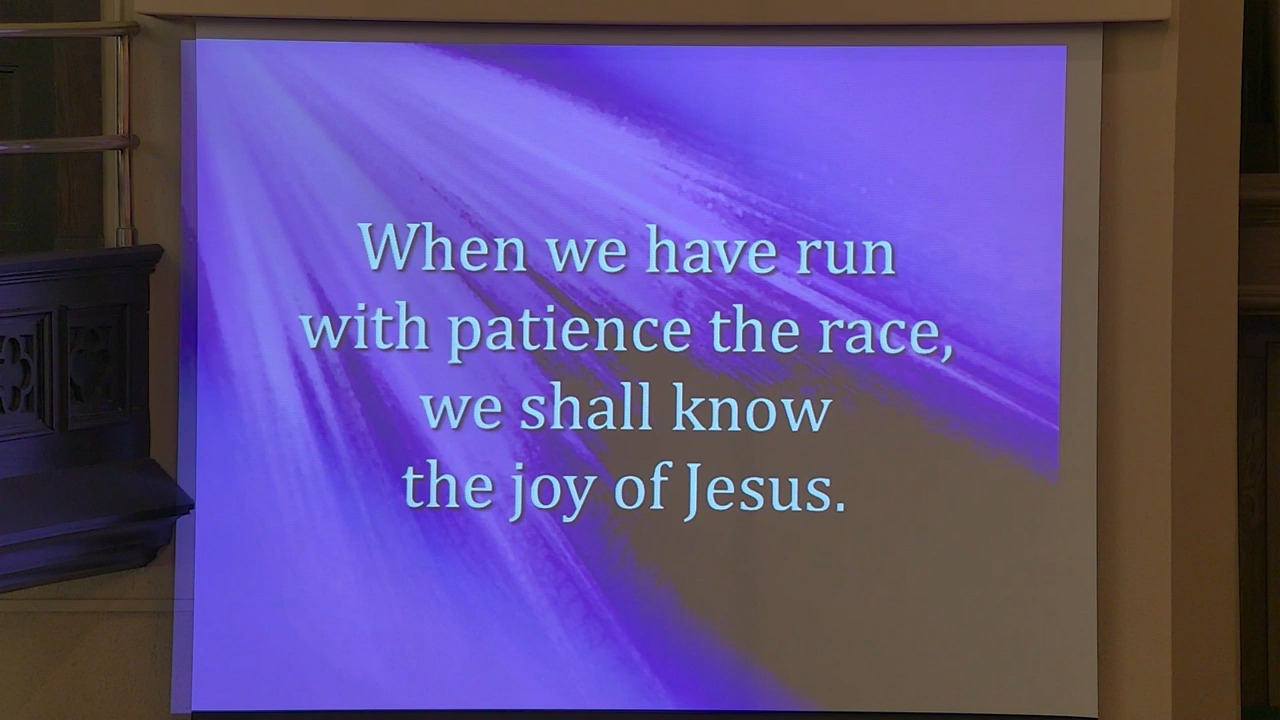 When we have run
with patience the race,
we shall know
the joy of Jesus.